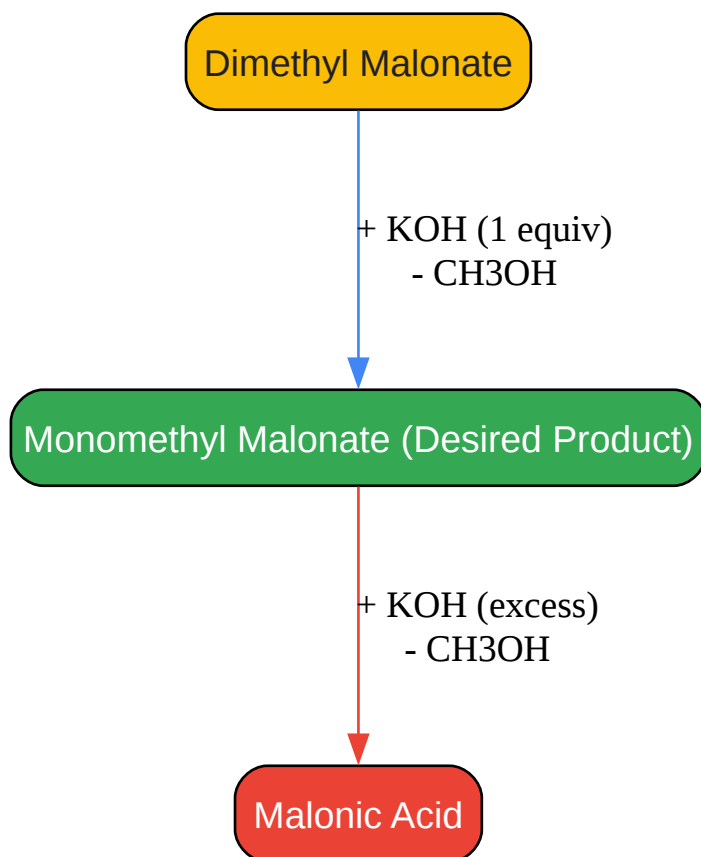 Dimethyl Malonate
+ KOH (1 equiv)
- CH3OH
Monomethyl Malonate (Desired Product)
+ KOH (excess)
- CH3OH
Malonic Acid